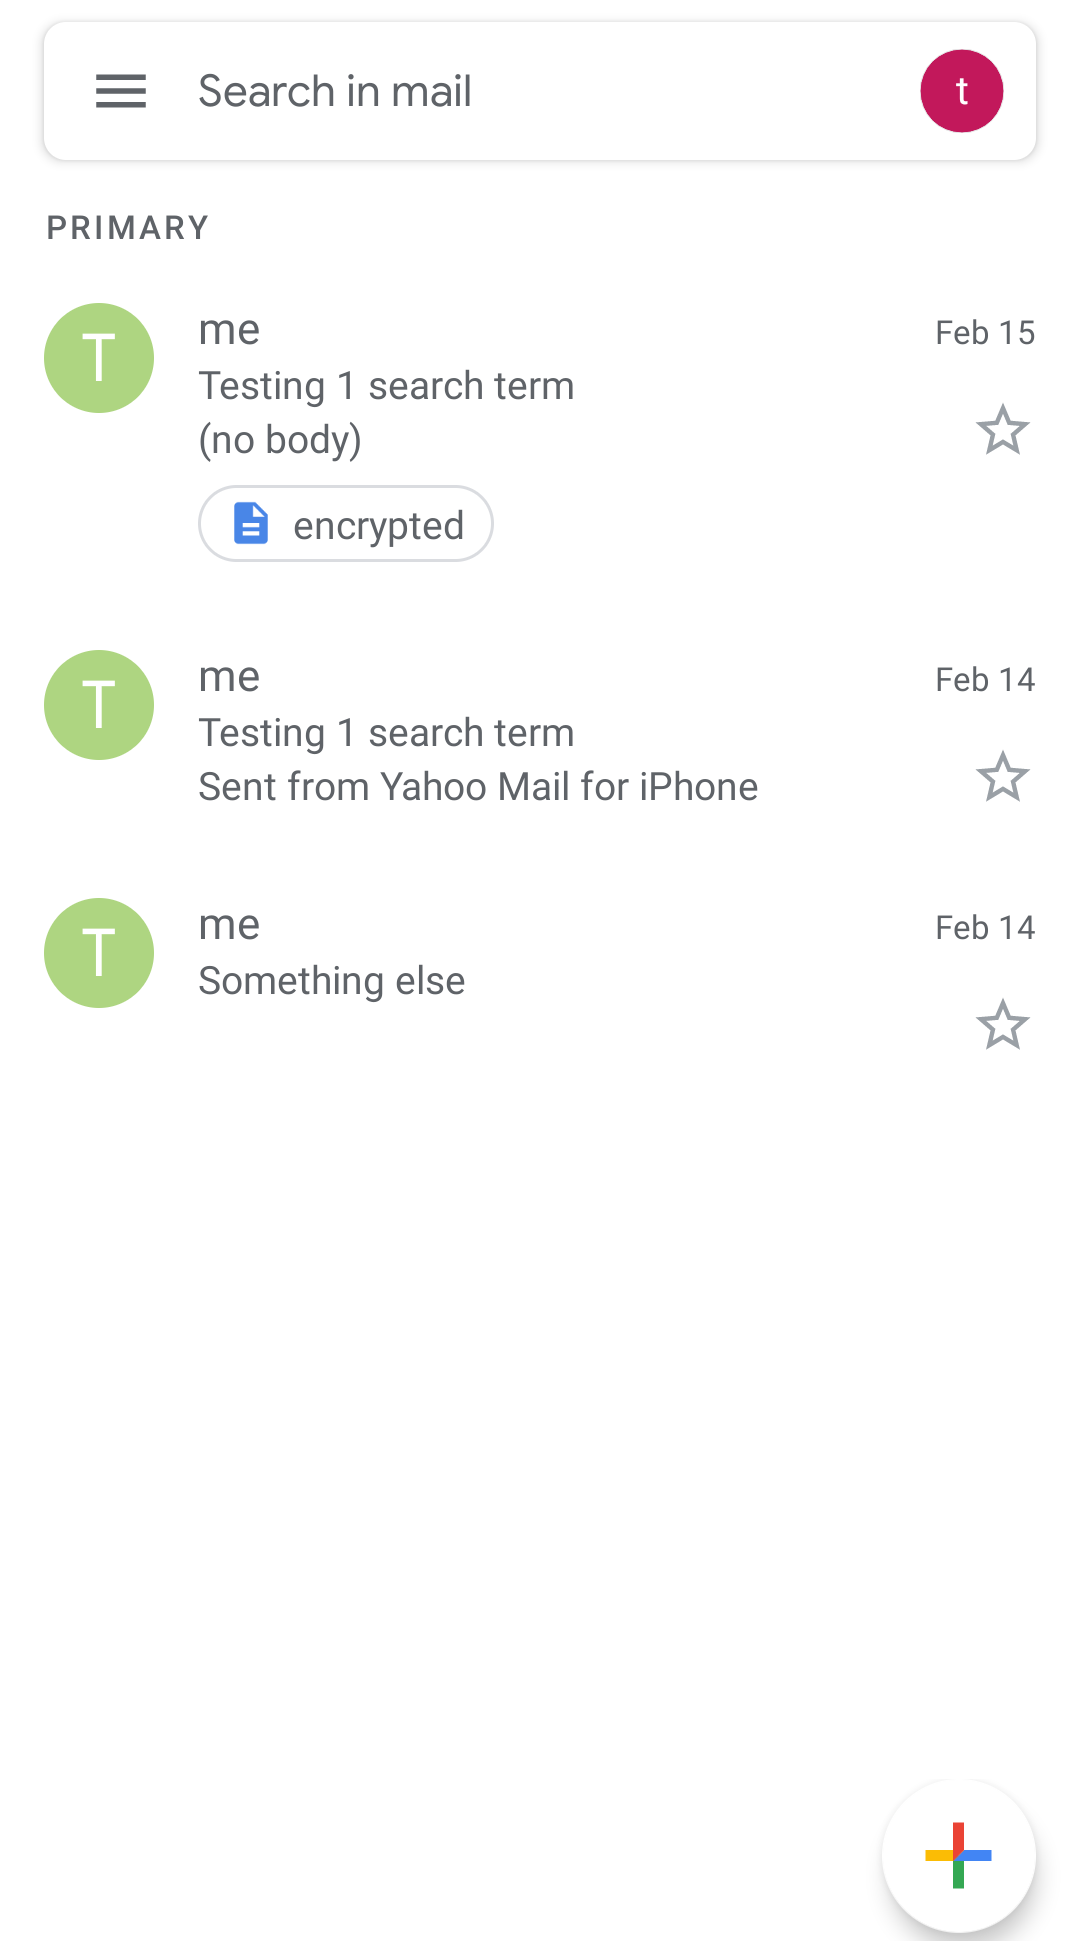 Search in mail
t
PRIMARY
T
me
Feb 15
Testing 1 search term
(no body)
encrypted
T
me
Feb 14
Testing 1 search term
Sent from Yahoo Mail for iPhone
T
me
Feb 14
Something else